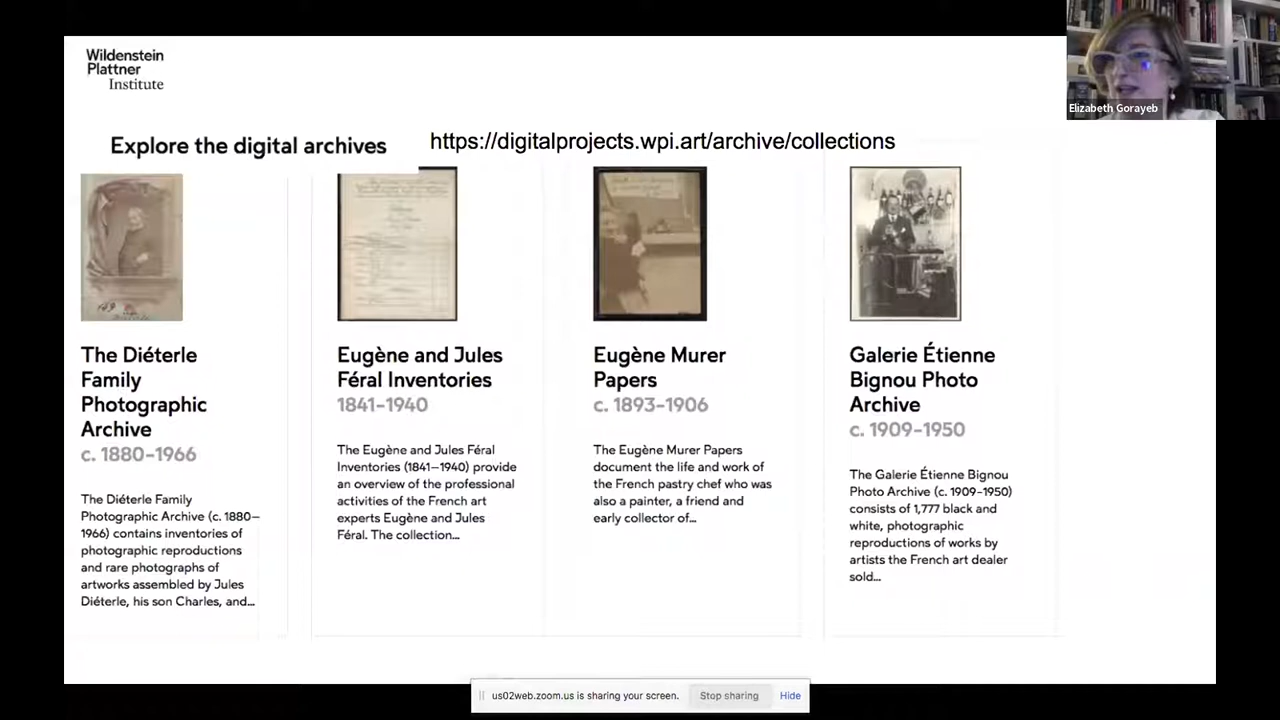 Wildenstein
Plattner
Institute
Elizabeth Gorayeb
Explore the digital archives
https://digitalprojects.wpi.art/archive/collections
The Diéterle
Family
Photographic
Archive
c. 1880–1966
The Diéterle Family
Photographic Archive (c. 1880–
1966) contains inventories of
photographic reproductions
and rare photographs of
artworks assembled by Jules
Diéterle, his son Charles, and...
Eugène and Jules
Féral Inventories
1841–1940
The Eugène and Jules Féral
Inventories (1841–1940) provide
an overview of the professional
activities of the French art
experts Eugène and Jules
Féral. The collection...
Eugène Murer
Papers
c. 1893–1906
The Eugène Murer Papers
document the life and work of
the French pastry chef who was
also a painter, a friend and
early collector of...
Galerie Étienne
Bignou Photo
Archive
c. 1909–1950
The Galerie Étienne Bignou
Photo Archive (c. 1909-1950)
consists of 1,777 black and
white, photographic
reproductions of works by
artists the French art dealer
sold...
us02web.zoom.us is sharing your screen.
Stop sharing
Hide